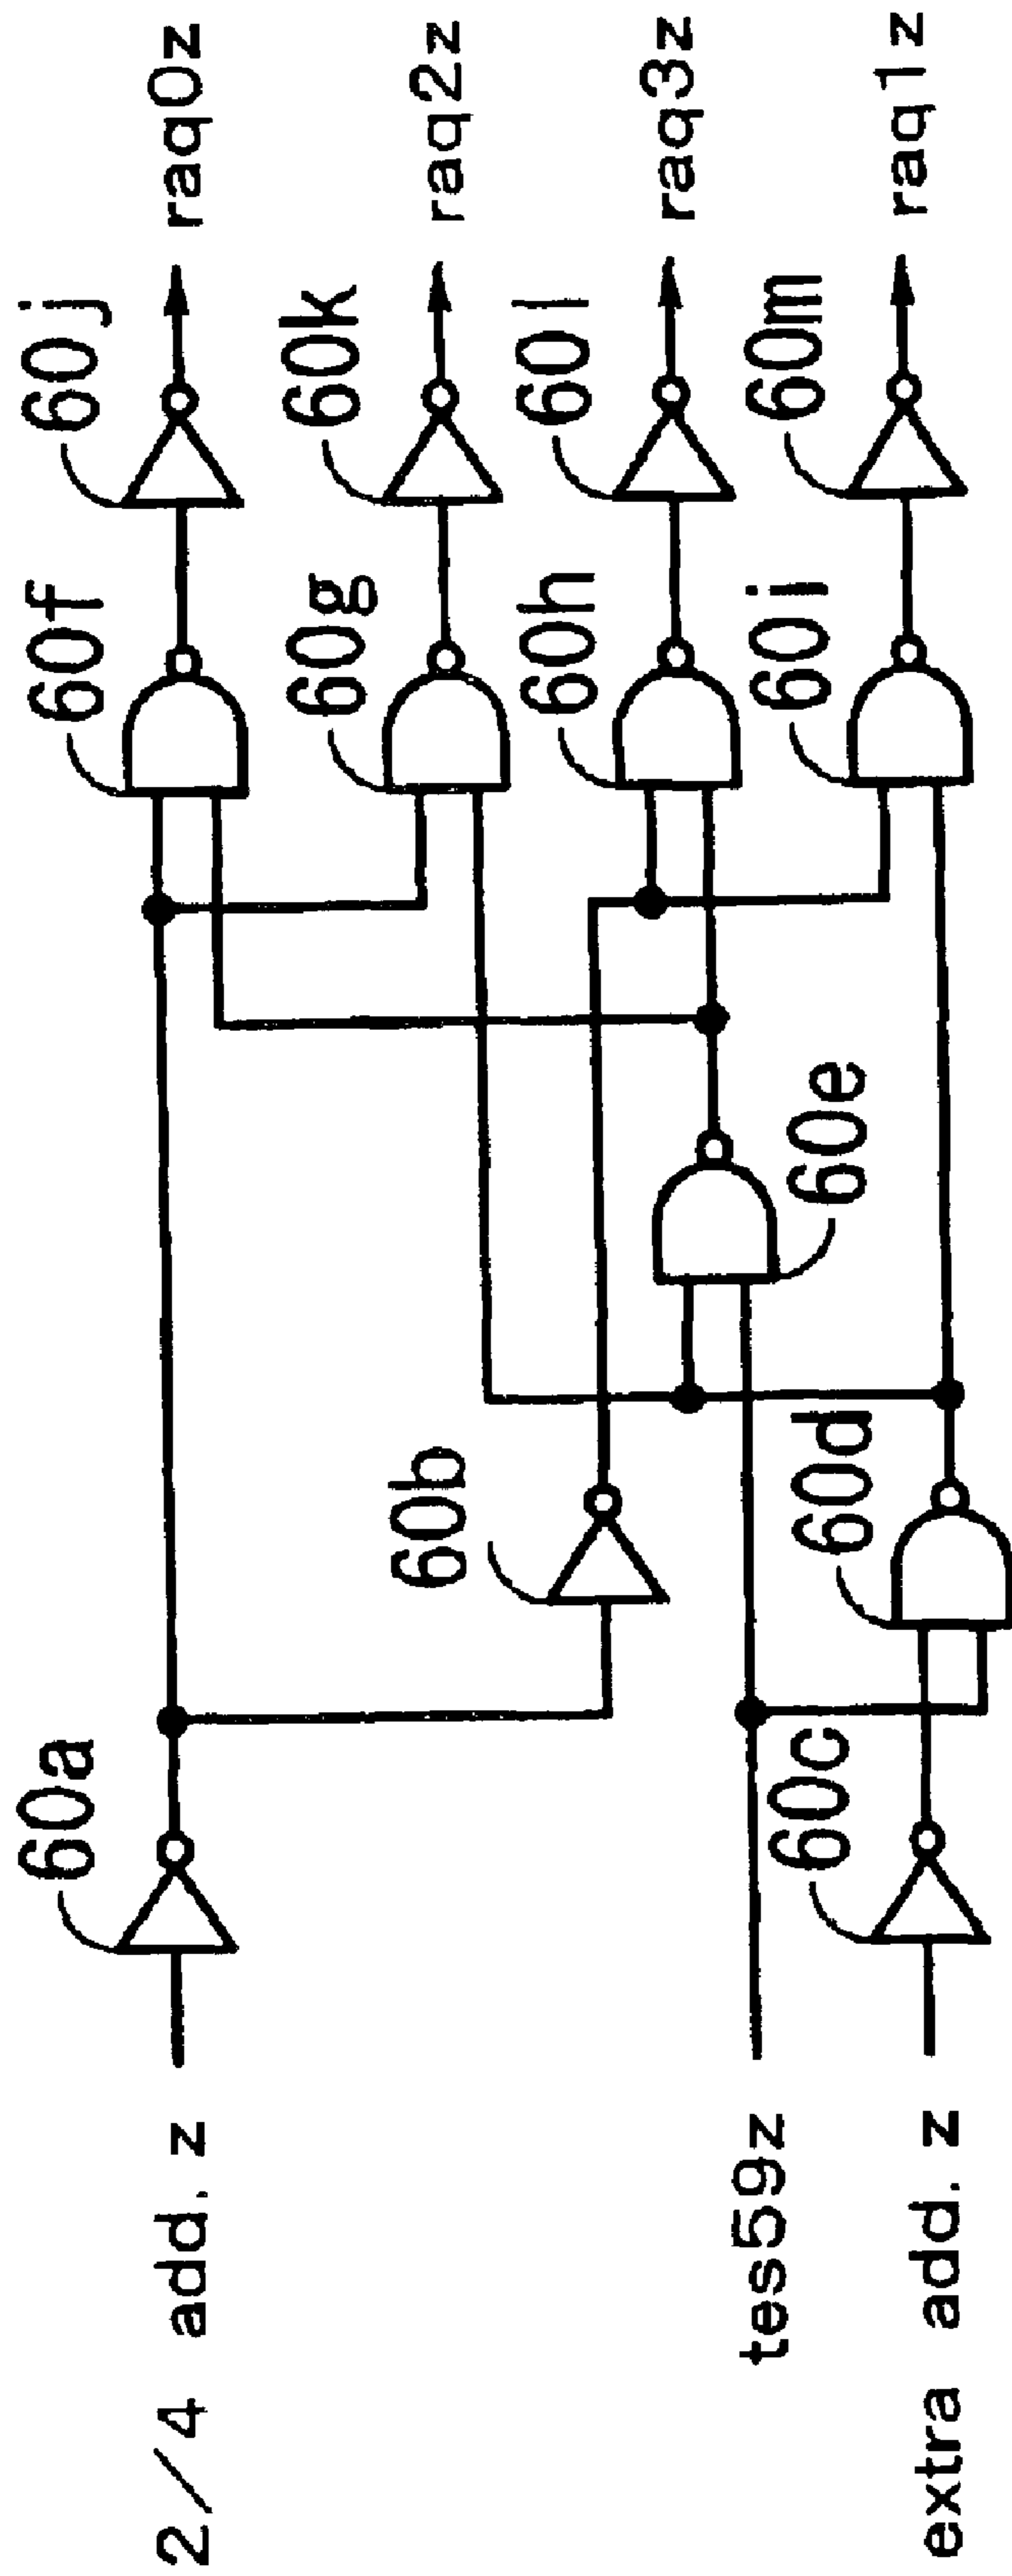 2/4 add. z
tes59z
extra add. z
60a
60b
60c
60d
60e
60f
60g
60h
60i
60j
60k
60l
60m
raq0z
raq2z
raq3z
raq1z